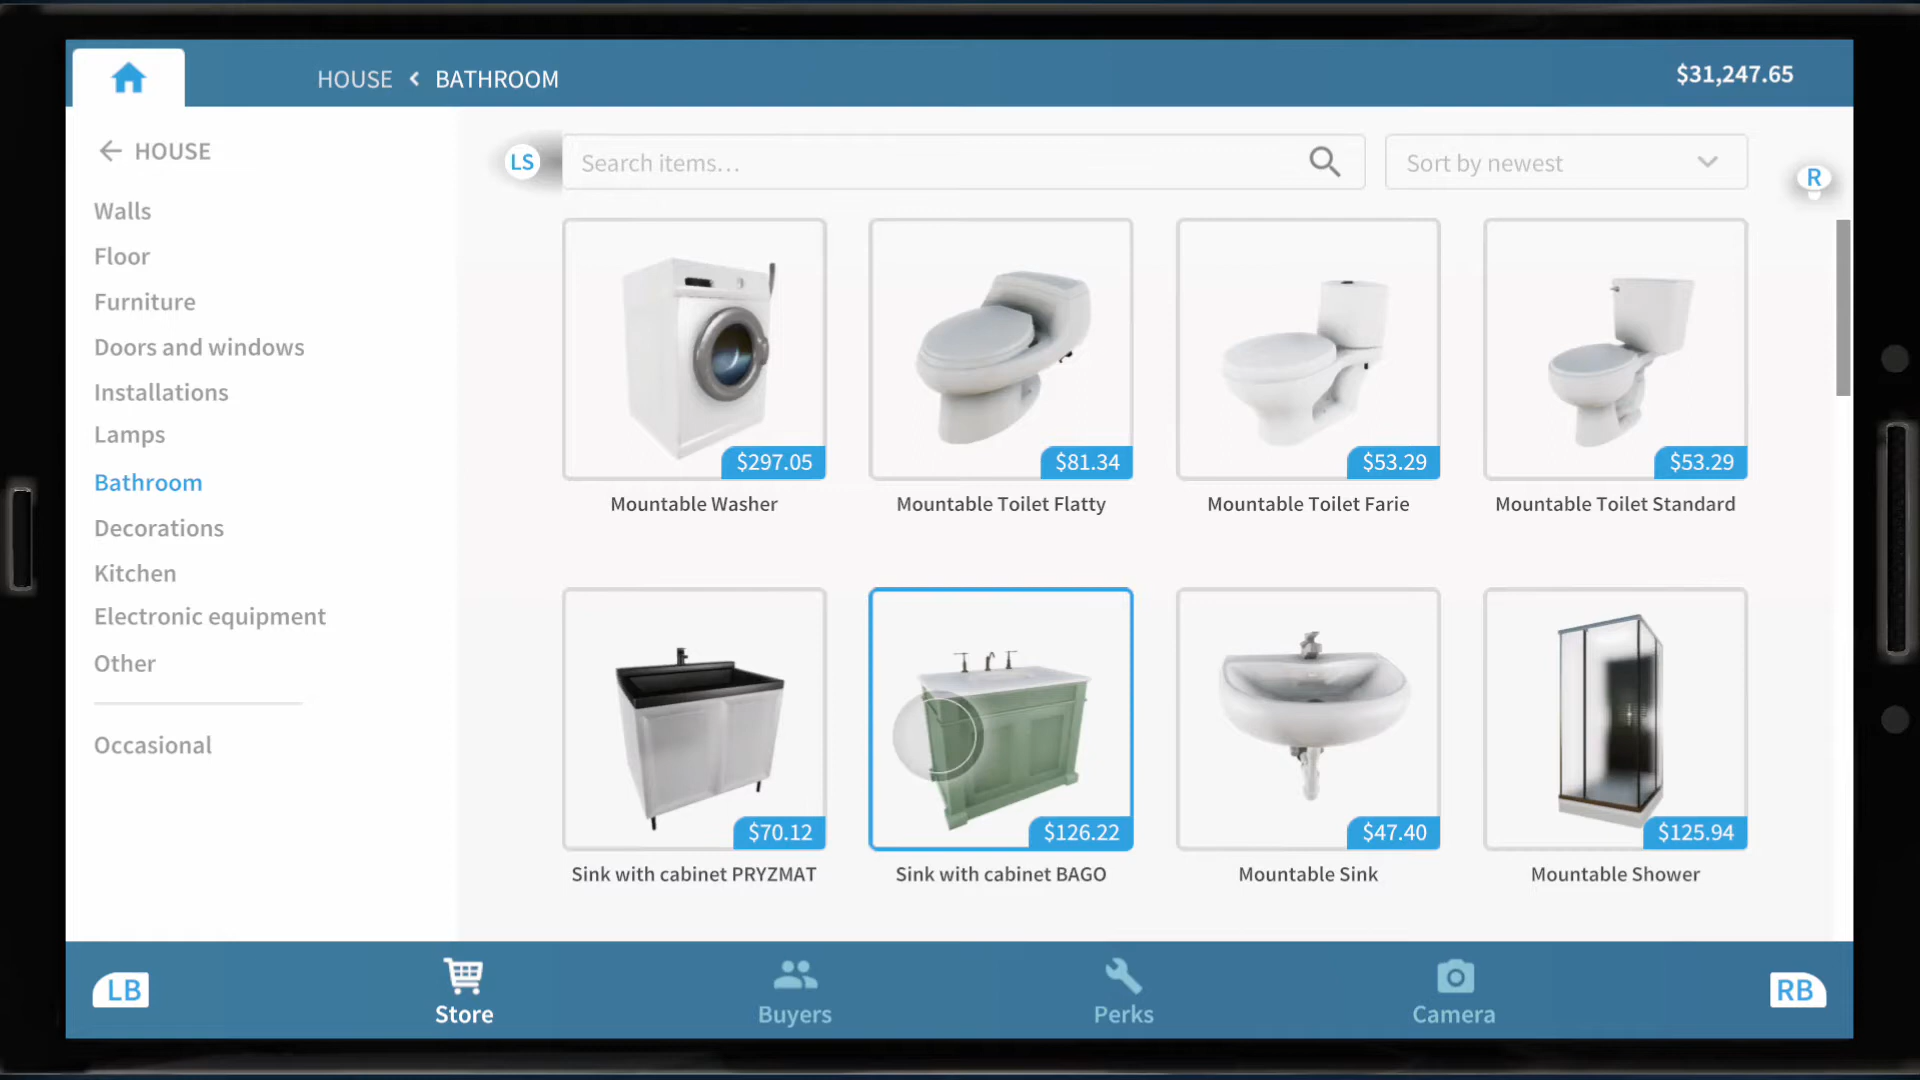 HOUSE < BATHROOM
$31,247.65
HOUSE
LS
Search items...
Sort by newest
R
Walls
Floor
Furniture
Doors and windows
Installations
Lamps
Bathroom
Decorations
Kitchen
Electronic equipment
Other
Occasional
$297.05
$81.34
$53.29
$53.29
Mountable Washer
Mountable Toilet Flatty
Mountable Toilet Farie
Mountable Toilet Standard
$70.12
$126.22
$47.40
$125.94
Sink with cabinet PRYZMAT
Sink with cabinet BAGO
Mountable Sink
Mountable Shower
LB
Store
Buyers
Perks
Camera
RB